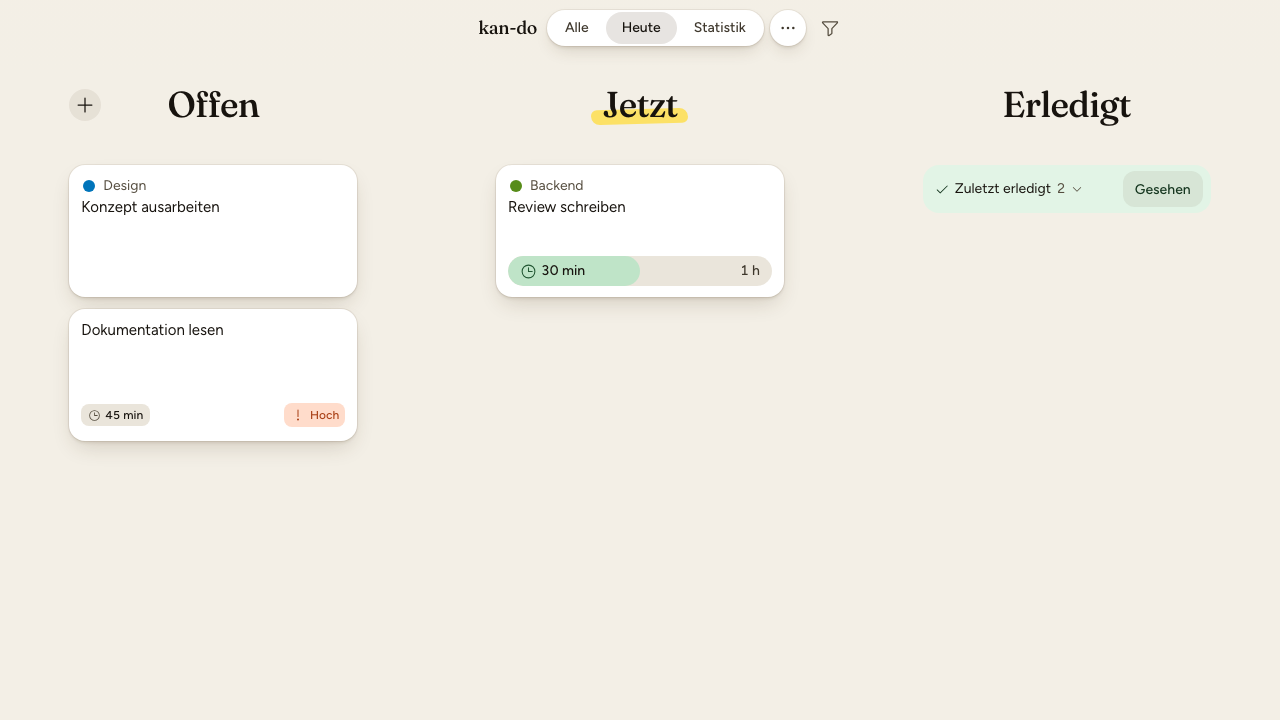 kan-do
Alle
Heute
Statistik
Offen
Jetzt
Erledigt
Design
Konzept ausarbeiten
Dokumentation lesen
45 min
Hoch
Backend
Review schreiben
30 min
1 h
Zuletzt erledigt 2
Gesehen